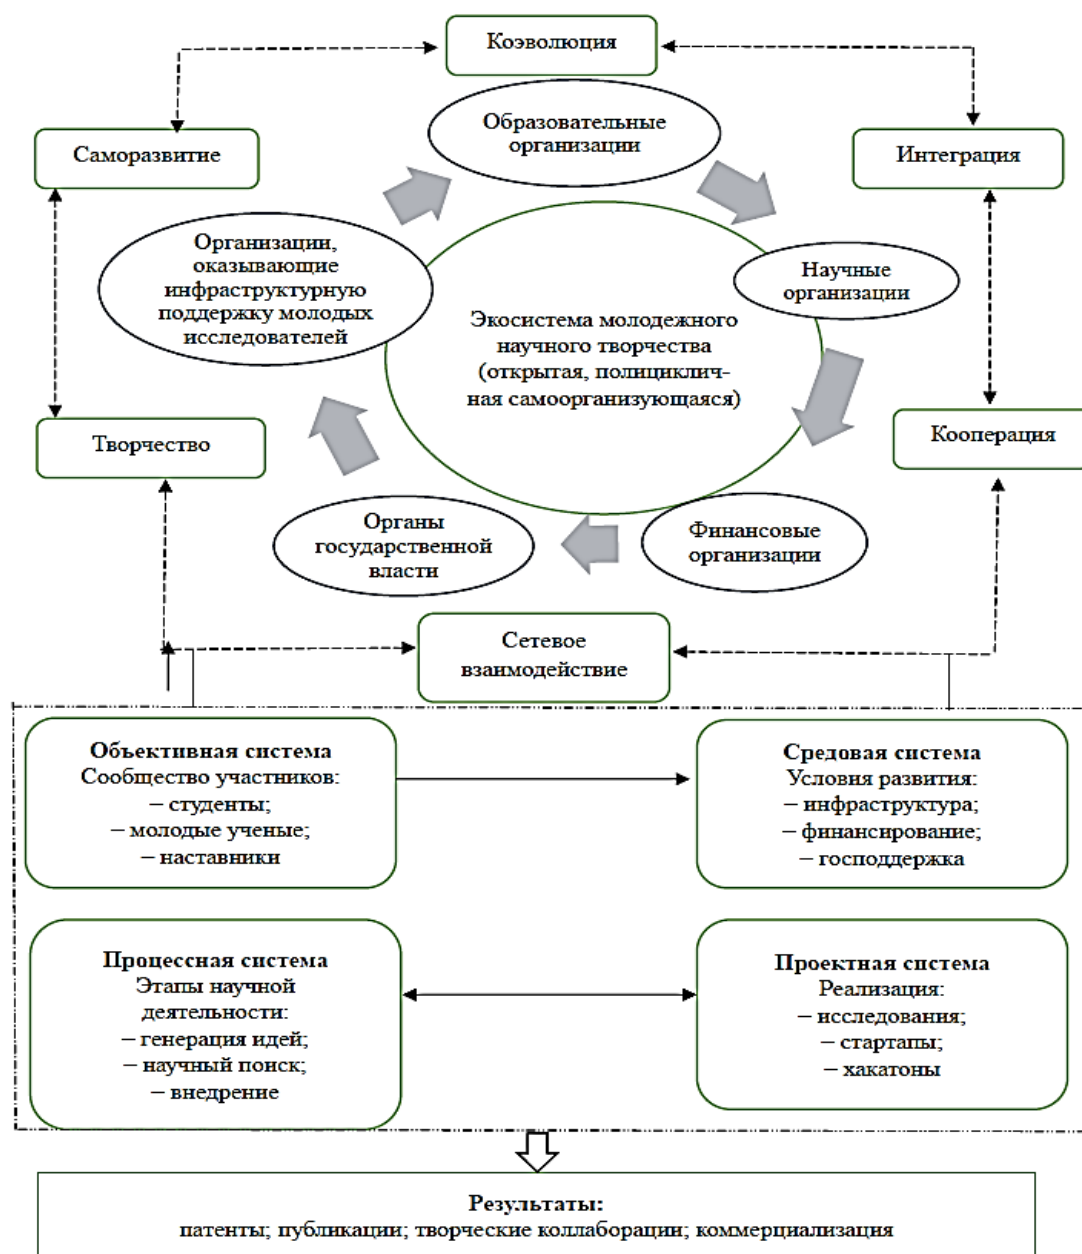 Коэволюция
Образовательные
организации
Саморазвитие
Интеграция
Организации,
оказывающие
инфраструктурную
поддержку молодых
исследователей
Научные
организации
Экосистема молодежного
научного творчества
(открытая, полициклич-
ная самоорганизующаяся)
Творчество
Кооперация
Органы
государственной
власти
Финансовые
организации
Сетевое
взаимодействие
Объективная система
Сообщество участников:
– студенты;
– молодые ученые;
– наставники
Средовая система
Условия развития:
– инфраструктура;
– финансирование;
– господдержка
Процессная система
Этапы научной
деятельности:
– генерация идей;
– научный поиск;
– внедрение
Проектная система
Реализация:
– исследования;
– стартапы;
– хакатоны
Результаты:
патенты; публикации; творческие коллаборации; коммерциализация